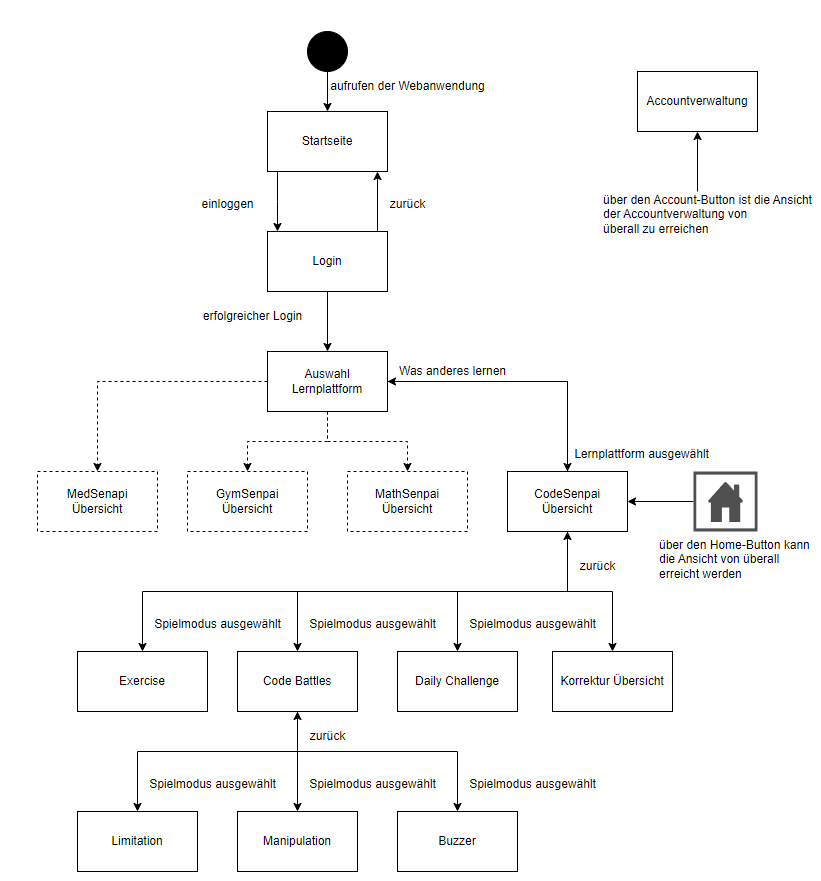 aufrufen der Webanwendung
Accountverwaltung
Startseite
über den Account-Button ist die Ansicht
der Accountverwaltung von
überall zu erreichen
einloggen
zurück
Login
erfolgreicher Login
Auswahl
Lernplattform
Was anderes lernen
Lernplattform ausgewählt
MedSenapi
Übersicht
GymSenpai
Übersicht
MathSenpai
Übersicht
CodeSenpai
Übersicht
über den Home-Button kann
die Ansicht von überall
erreicht werden
zurück
Spielmodus ausgewählt
Spielmodus ausgewählt
Spielmodus ausgewählt
Exercise
Code Battles
Daily Challenge
Korrektur Übersicht
zurück
Spielmodus ausgewählt
Spielmodus ausgewählt
Spielmodus ausgewählt
Limitation
Manipulation
Buzzer